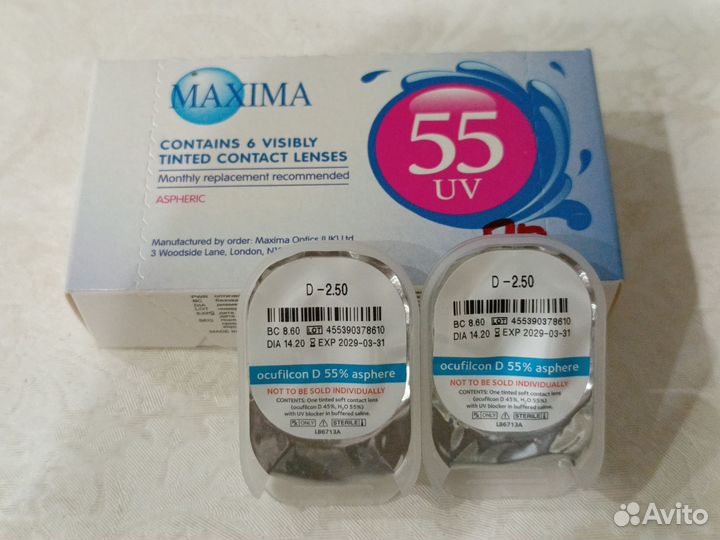 MAXIMA
CONTAINS 6 VISIBLY
TINTED CONTACT LENSES
Monthly replacement recommended
ASPHERIC
55
UV
Manufactured by order: Maxima Optics (UK) Ltd
3 Woodside Lane, London,
D -2.50
BC 8.60 LOT 455390378610
DIA 14.20 EXP 2029-03-31
ocufilcon D 55% asphere
NOT TO BE SOLD INDIVIDUALLY
CONTENTS: One tinted soft contact lens
(ocufilcon D 45%, H₂O 55%)
with UV blocker in buffered saline.
Rx ONLY STERILE
LB6713A
D -2.50
BC 8.60 LOT 455390378610
DIA 14.20 EXP 2029-03-31
ocufilcon D 55% asphere
NOT TO BE SOLD INDIVIDUALLY
CONTENTS: One tinted soft contact lens
(ocufilcon D 45%, H₂O 55%)
with UV blocker in buffered saline.
Rx ONLY STERILE
LB6713A
Avito